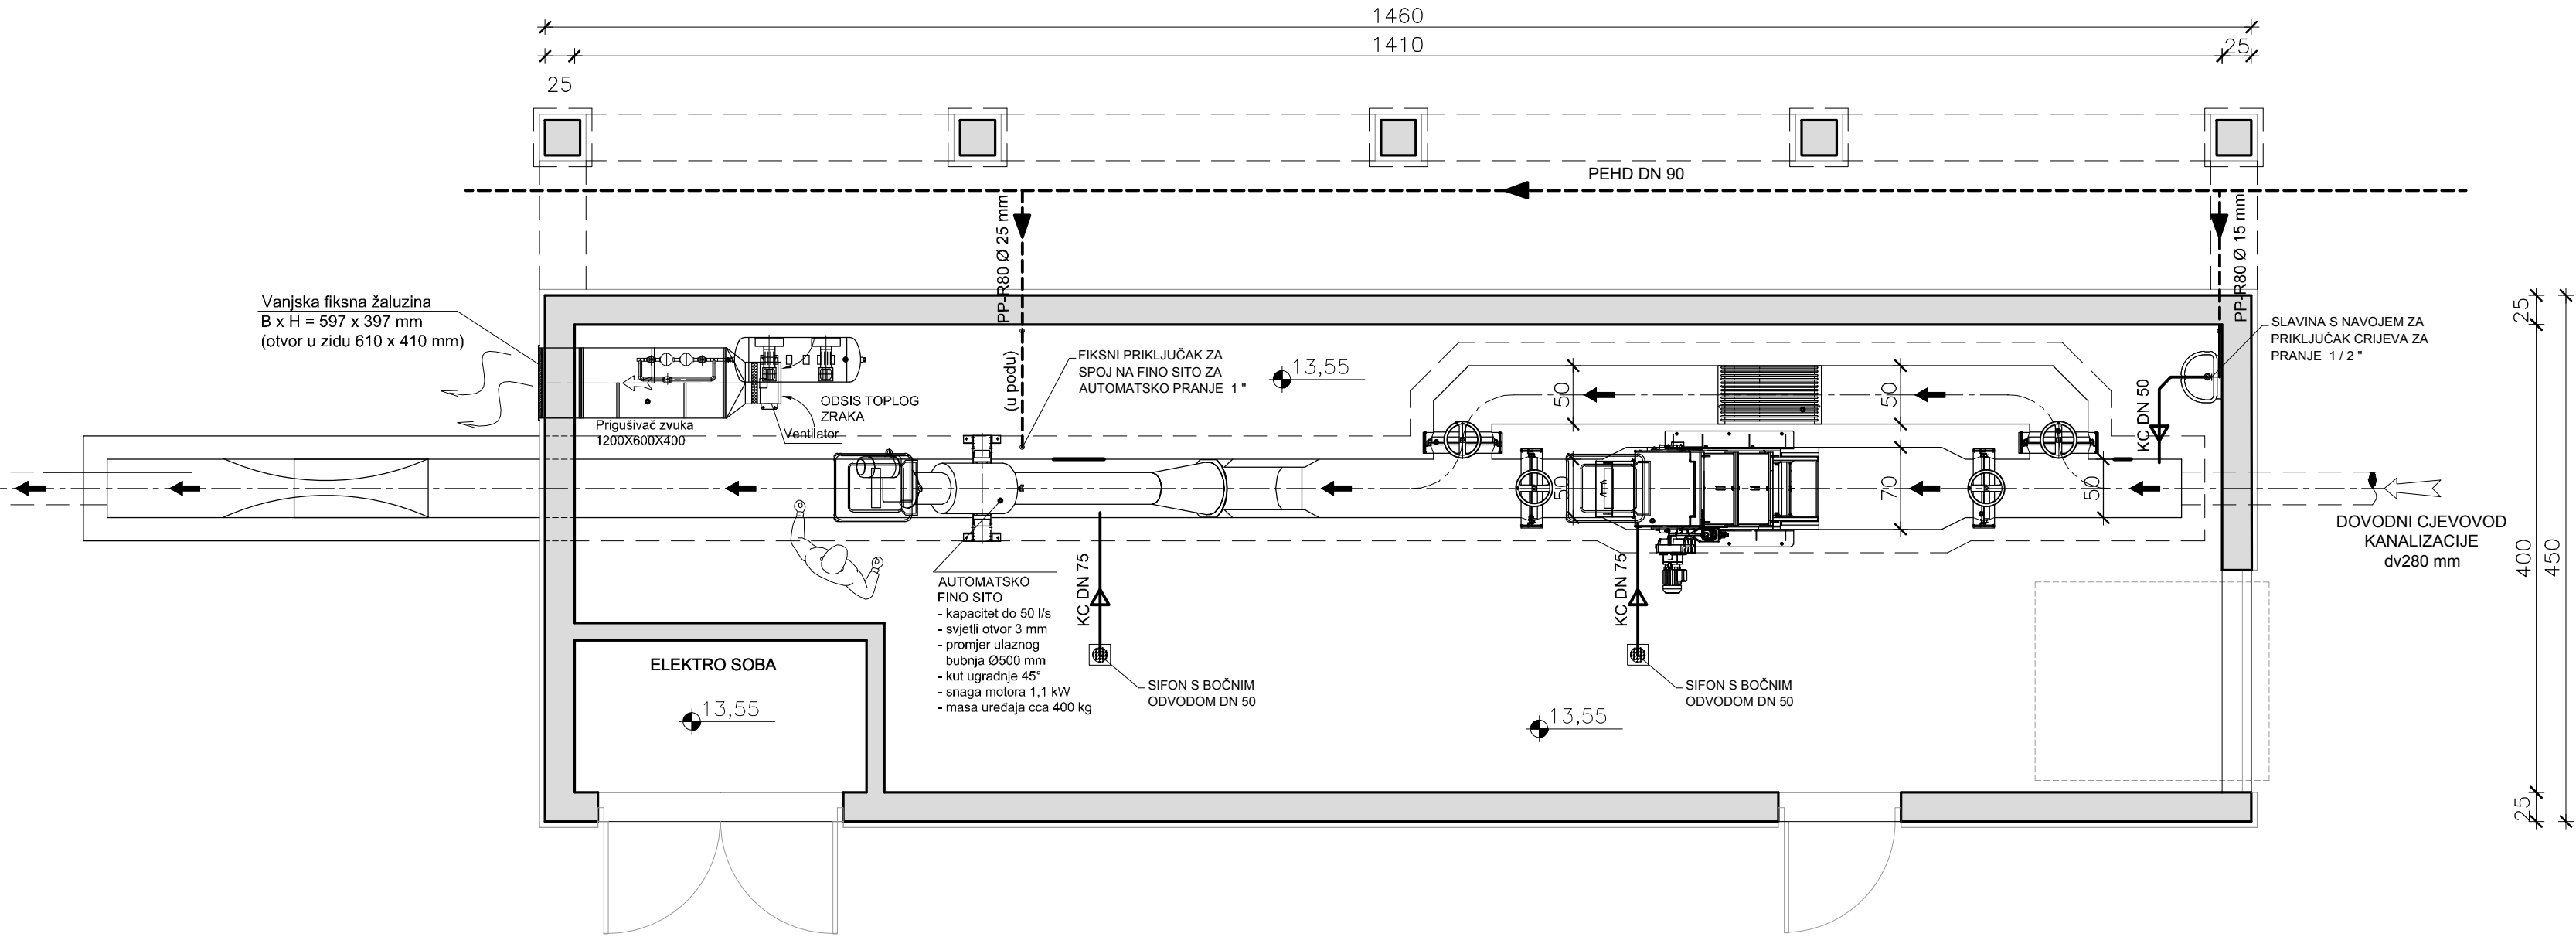 1460
1410
25
25
PEHD DN 90
PP-R80 Ø 25 mm
(u podu)
PP-R80 Ø 15 mm
Vanjska fiksna žaluzina
B x H = 597 x 397 mm
(otvor u zidu 610 x 410 mm)
SLAVINA S NAVOJEM ZA
PRIKLJUČAK CRIJEVA ZA
PRANJE 1 / 2 "
FIKSNI PRIKLJUČAK ZA
SPOJ NA FINO SITO ZA
AUTOMATSKO PRANJE 1 "
13,55
ODSIS TOPLOG
ZRAKA
Prigušivač zvuka
1200X600X400
Ventilator
50
50
50
70
50
KC DN 50
DOVODNI CJEVOVOD
KANALIZACIJE
dv280 mm
25
400
450
25
AUTOMATSKO
FINO SITO
- kapacitet do 50 l/s
- svjetli otvor 3 mm
- promjer ulaznog
bubnja Ø500 mm
- kut ugradnje 45°
- snaga motora 1,1 kW
- masa uređaja cca 400 kg
KC DN 75
KC DN 75
SIFON S BOČNIM
ODVODOM DN 50
SIFON S BOČNIM
ODVODOM DN 50
ELEKTRO SOBA
13,55
13,55